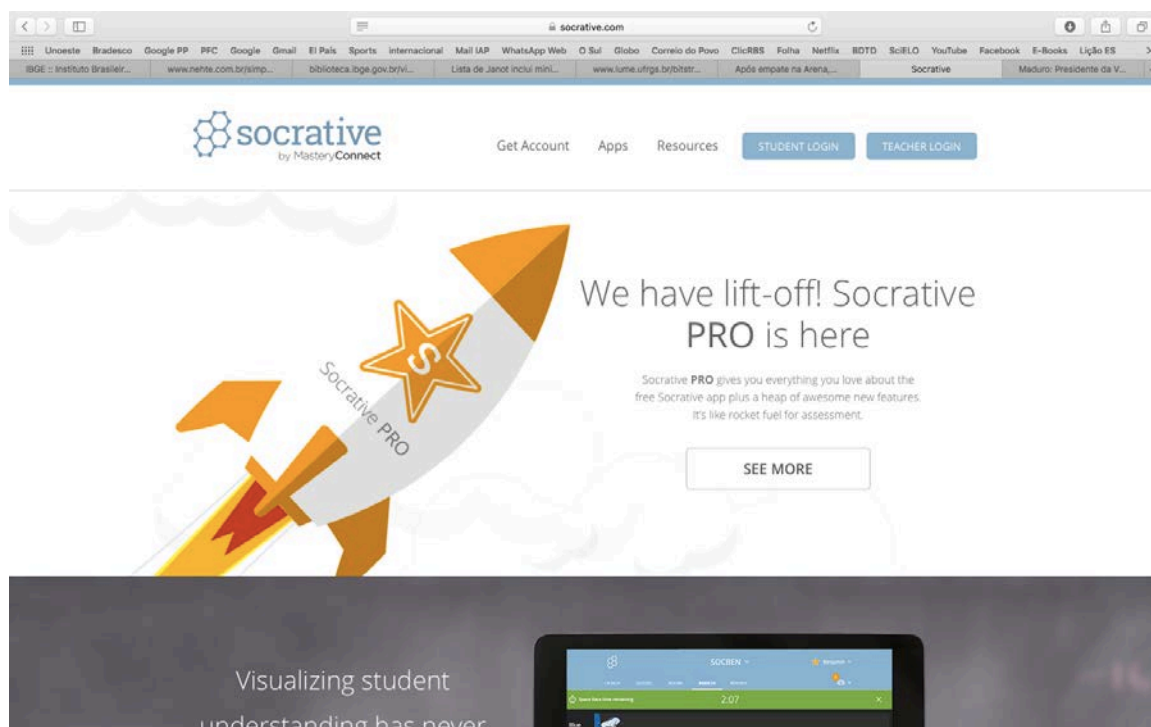 socrative.com
Unoeste Bradesco Google PP PFC Google Gmail El País Sports internacional Mail IAP WhatsApp Web O Sul Globo Correio do Povo ClicRBS Folha Netflix BDTD SciELO YouTube Facebook E-Books Lição ES
IBGE :: Instituto Brasileir... www.nehte.com.br/simp... biblioteca.ibge.gov.br/vi... Lista de Janot inclui mini... www.lume.ufrgs.br/bitstr... Após empate na Arena,... Socrative Maduro: Presidente da V...
socrative
by MasteryConnect
Get Account Apps Resources STUDENT LOGIN TEACHER LOGIN
We have lift-off! Socrative
PRO is here
S
Socrative PRO
Socrative PRO gives you everything you love about the
free Socrative app plus a heap of awesome new features.
It's like rocket fuel for assessment.
SEE MORE
Visualizing student
understanding has never
SOCBEN
2:07